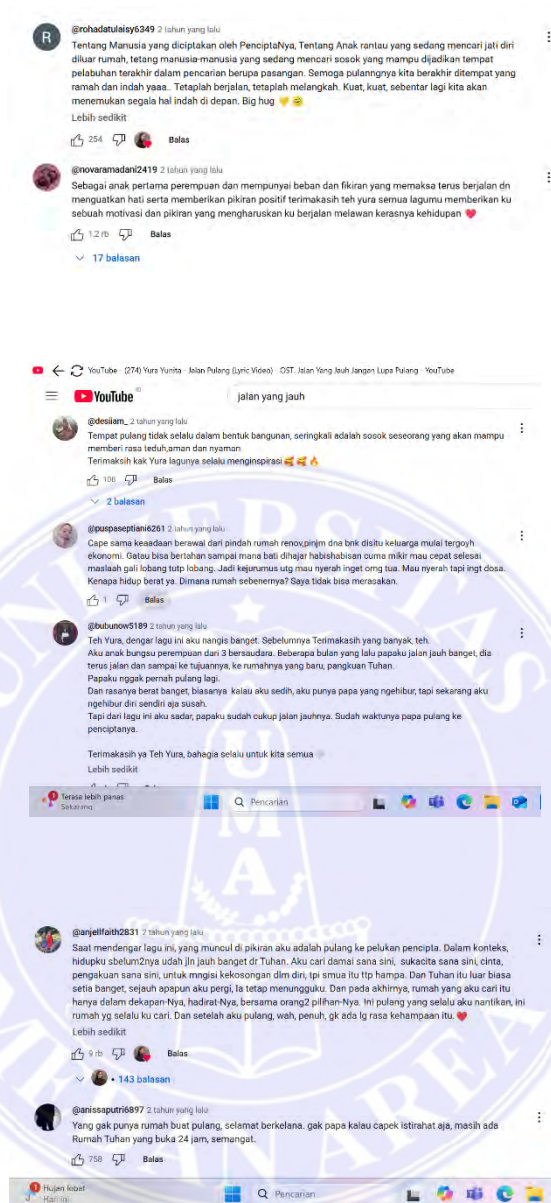 R
@rohadatulaisy6349 2 tahun yang lalu
Tentang Manusia yang diciptakan oleh PenciptaNya, Tentang Anak rantau yang sedang mencari jati diri
diluar rumah, tetang manusia-manusia yang sedang mencari sosok yang mampu dijadikan tempat
pelabuhan terakhir dalam pencarian berupa pasangan. Semoga pulangngya kita berakhir ditempat yang
ramah dan indah yaaa.. Tetaplah berjalan, tetaplah melangkah. Kuat, kuat, sebentar lagi kita akan
menemukan segala hal indah di depan. Big hug 💛 🤗
Lebih sedikit
254 Balas
@novaramadani2419 2 tahun yang lalu
Sebagai anak pertama perempuan dan mempunyai beban dan fikiran yang memaksa terus berjalan dn
menguatkan hati serta memberikan pikiran positif terimakasih teh yura semua lagumu memberikan ku
sebuah motivasi dan pikiran yang mengharuskan ku berjalan melawan kerasnya kehidupan ❤️
1.2 rb Balas
17 balasan
YouTube - (274) Yura Yunita - Jalan Pulang (Lyric Video) - OST. Jalan Yang Jauh Jangan Lupa Pulang - YouTube
YouTube ID jalan yang jauh
@desiiam_ 2 tahun yang lalu
Tempat pulang tidak selalu dalam bentuk bangunan, seringkali adalah sosok seseorang yang akan mampu
memberi rasa teduh,aman dan nyaman
Terimaksih kak Yura lagunya selalu menginspirasi 🥰 🥰 🔥
108 Balas
2 balasan
@puspaseptiani6261 2 tahun yang lalu
Cape sama keaadaan berawal dari pindah rumah renov,pinjm dna bnk disitu keluarga mulai tergoyh
ekonomi. Gatau bisa bertahan sampai mana bati dihajar habishabisan cuma mikir mau cepat selesai
maslaah gali lobang tutp lobang. Jadi kejurumus utg mau nyerah inget orng tua. Mau nyerah tapi ingt dosa.
Kenapa hidup berat ya. Dimana rumah sebenernya? Saya tidak bisa merasakan.
1 Balas
@bubunow5189 2 tahun yang lalu
Teh Yura, dengar lagu ini aku nangis banget. Sebelumnya Terimakasih yang banyak, teh.
Aku anak bungsu perempuan dari 3 bersaudara. Beberapa bulan yang lalu papaku jalan jauh banget, dia
terus jalan dan sampai ke tujuannya, ke rumahnya yang baru, pangkuan Tuhan.
Papaku nggak pernah pulang lagi.
Dan rasanya berat banget, biasanya kalau aku sedih, aku punya papa yang ngehibur, tapi sekarang aku
ngehibur diri sendiri aja susah.
Tapi dari lagu ini aku sadar, papaku sudah cukup jalan jauhnya. Sudah waktunya papa pulang ke
penciptanya.
Terimakasih ya Teh Yura, bahagia selalu untuk kita semua
Lebih sedikit
Terasa lebih panas
Sekarang
Pencarian
@anjellfaith2831 2 tahun yang lalu
Saat mendengar lagu ini, yang muncul di pikiran aku adalah pulang ke pelukan pencipta. Dalam konteks,
hidupku sbelum2nya udah jln jauh banget dr Tuhan. Aku cari damai sana sini, sukacita sana sini, cinta,
pengakuan sana sini, untuk mngisi kekosongan dlm diri, tpi smua itu ttp hampa. Dan Tuhan itu luar biasa
setia banget, sejauh apapun aku pergi, Ia tetap menungguku. Dan pada akhirnya, rumah yang aku cari itu
hanya dalam dekapan-Nya, hadirat-Nya, bersama orang2 pilihan-Nya. Ini pulang yang selalu aku nantikan, ini
rumah yg selalu ku cari. Dan setelah aku pulang, wah, penuh, gk ada lg rasa kehampaan itu. ❤️
Lebih sedikit
9 rb Balas
143 balasan
@anissaputri6897 2 tahun yang lalu
Yang gak punya rumah buat pulang, selamat berkelana. gak papa kalau capek istirahat aja, masih ada
Rumah Tuhan yang buka 24 jam, semangat.
758 Balas
Hujan lebat
Hari ini
Pencarian